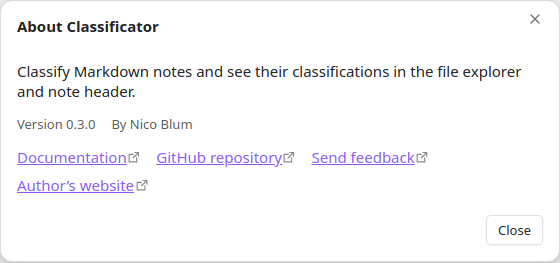 About Classificator
Classify Markdown notes and see their classifications in the file explorer
and note header.
Version 0.3.0 By Nico Blum
Documentation GitHub repository Send feedback
Author’s website
Close